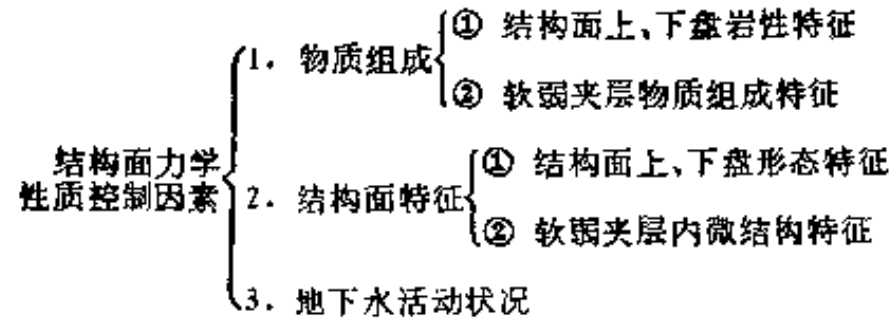 ① 结构面上、下盘岩性特征
1. 物质组成
② 软弱夹层物质组成特征
结构面力学
性质控制因素
① 结构面上、下盘形态特征
2. 结构面特征
② 软弱夹层内微结构特征
3. 地下水活动状况